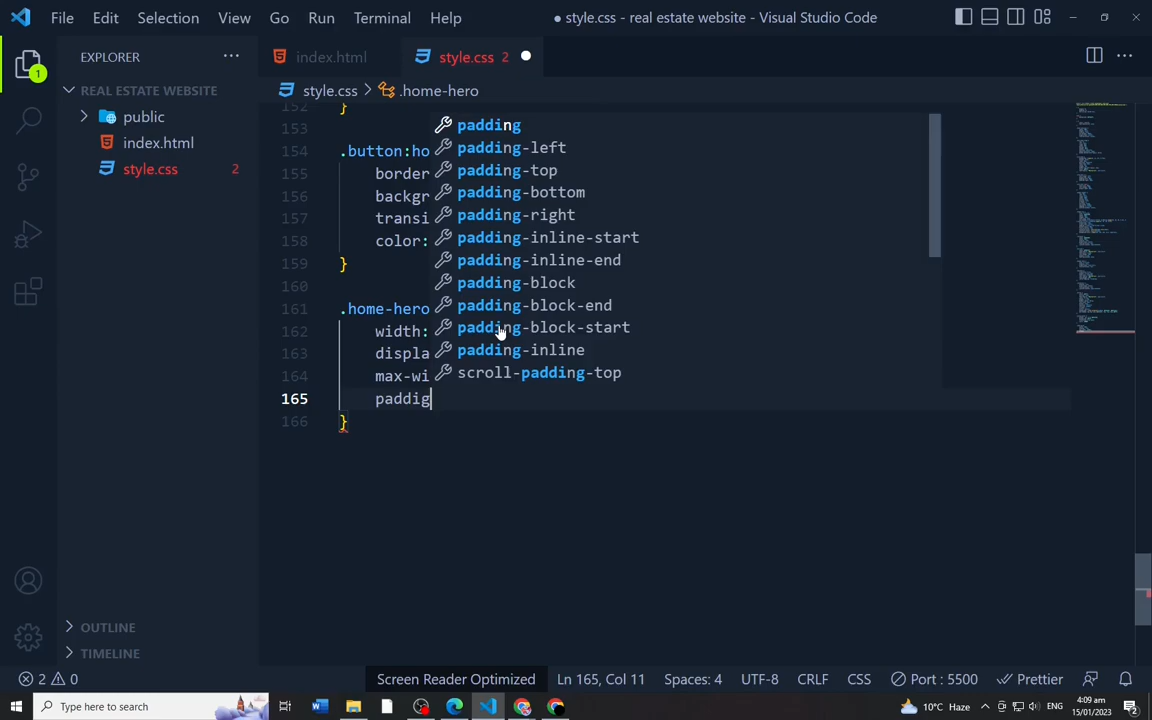 File Edit Selection View Go Run Terminal Help ● style.css - real estate website - Visual Studio Code
EXPLORER ··· index.html style.css 2
REAL ESTATE WEBSITE
style.css > .home-hero
public
index.html
style.css 2
152 }
153
154 .button:ho
155 border
156 backgr
157 transi
158 color:
159 }
160
161 .home-hero
162 width:
163 displa
164 max-wi
165 paddig
166 }
padding
padding-left
padding-top
padding-bottom
padding-right
padding-inline-start
padding-inline-end
padding-block
padding-block-end
padding-block-start
padding-inline
scroll-padding-top
1
OUTLINE
TIMELINE
2 0 Screen Reader Optimized Ln 165, Col 11 Spaces: 4 UTF-8 CRLF CSS Port : 5500 Prettier
Type here to search 10°C Haze ENG 4:09 am
15/01/2023 2